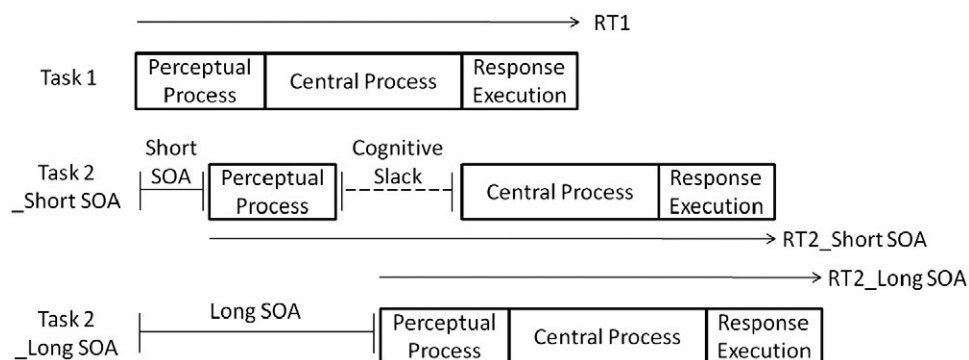 RT1
Task 1
Perceptual
Process
Central Process
Response
Execution
Task 2
_Short SOA
Short
SOA
Perceptual
Process
Cognitive
Slack
Central Process
Response
Execution
RT2_Short SOA
RT2_Long SOA
Task 2
_Long SOA
Long SOA
Perceptual
Process
Central Process
Response
Execution